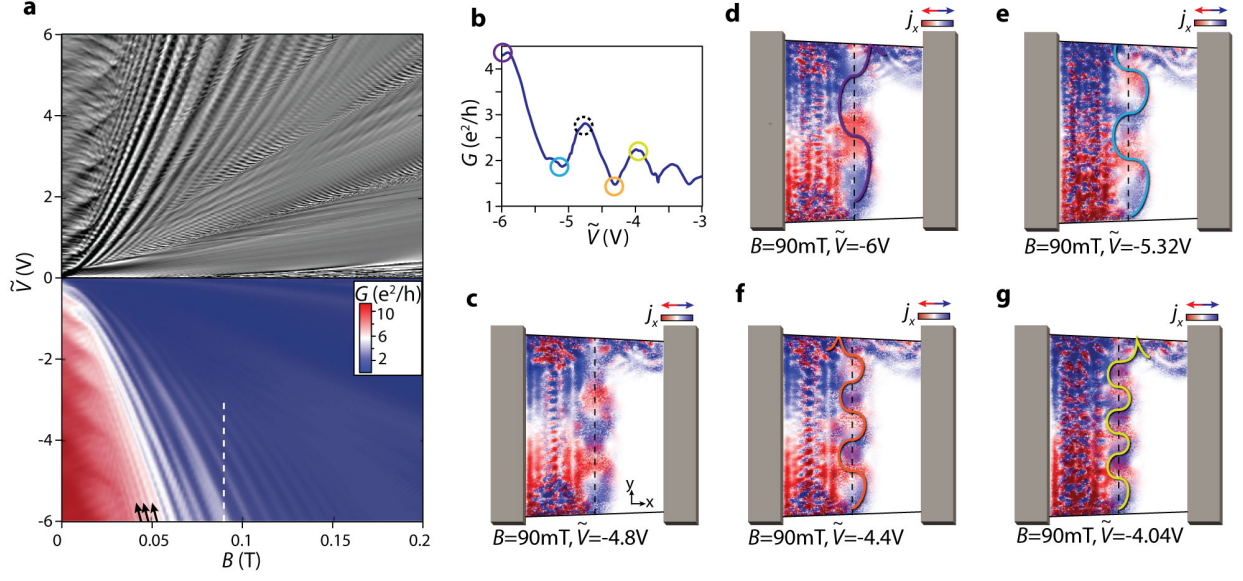 a
6
4
2
0
-2
-4
-6
Ṽ (V)
0
0.05
0.1
0.15
0.2
B (T)
G (e²/h)
10
6
2
b
4
3
2
1
G (e²/h)
-6
-5
-4
-3
Ṽ (V)
d
jₓ
B=90mT, Ṽ=-6V
e
jₓ
B=90mT, Ṽ=-5.32V
c
jₓ
y
x
B=90mT, Ṽ=-4.8V
f
jₓ
B=90mT, Ṽ=-4.4V
g
jₓ
B=90mT, Ṽ=-4.04V